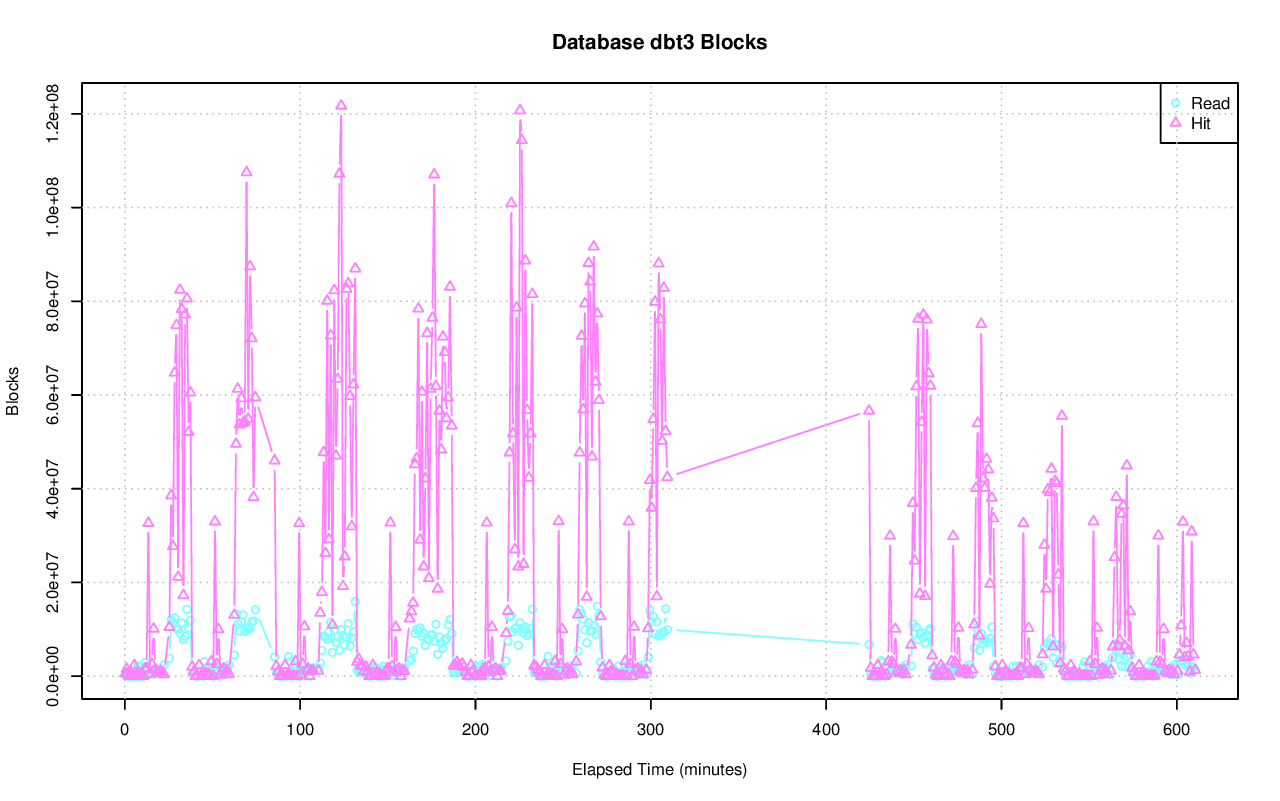 Database dbt3 Blocks
Read
Hit
Blocks
1.2e+08
1.0e+08
8.0e+07
6.0e+07
4.0e+07
2.0e+07
0.0e+00
0 100 200 300 400 500 600
Elapsed Time (minutes)